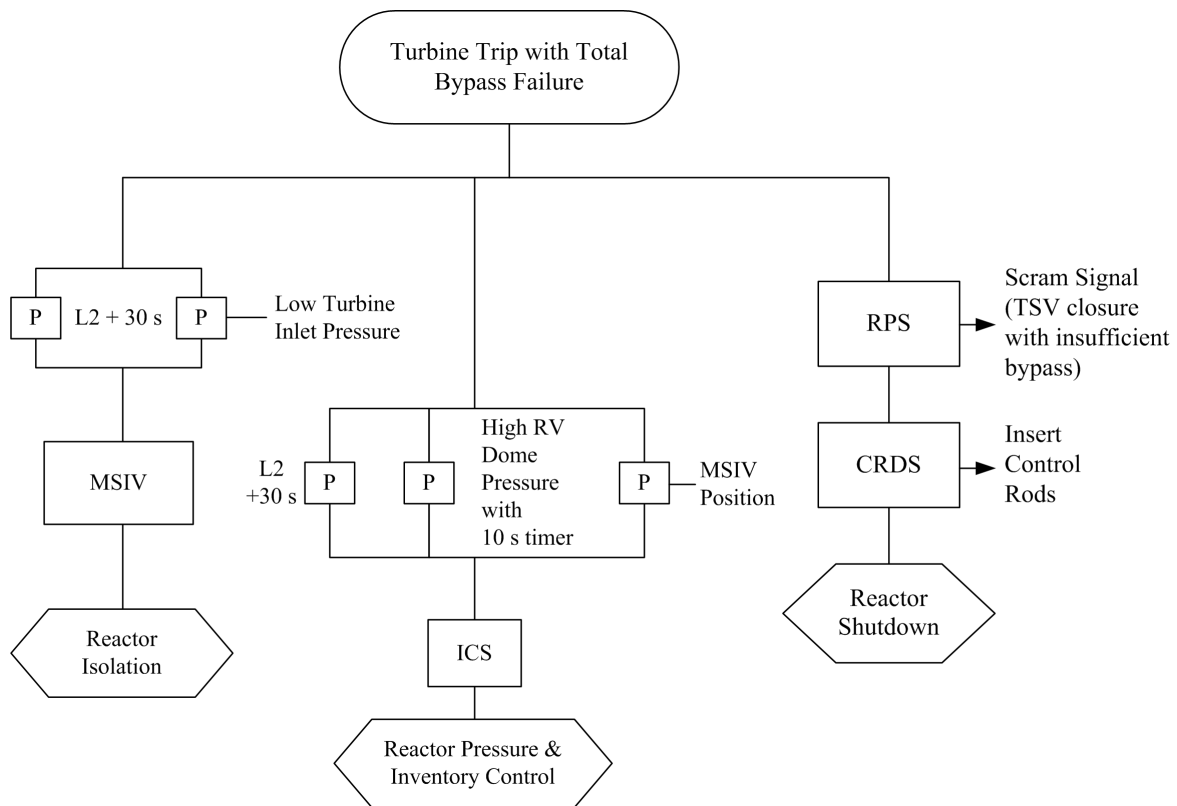 Turbine Trip with Total
Bypass Failure
P
L2 + 30 s
P
Low Turbine
Inlet Pressure
MSIV
Reactor
Isolation
L2
+30 s
P
P
High RV
Dome
Pressure
with
10 s timer
P
MSIV
Position
ICS
Reactor Pressure &
Inventory Control
RPS
Scram Signal
(TSV closure
with insufficient
bypass)
CRDS
Insert
Control
Rods
Reactor
Shutdown